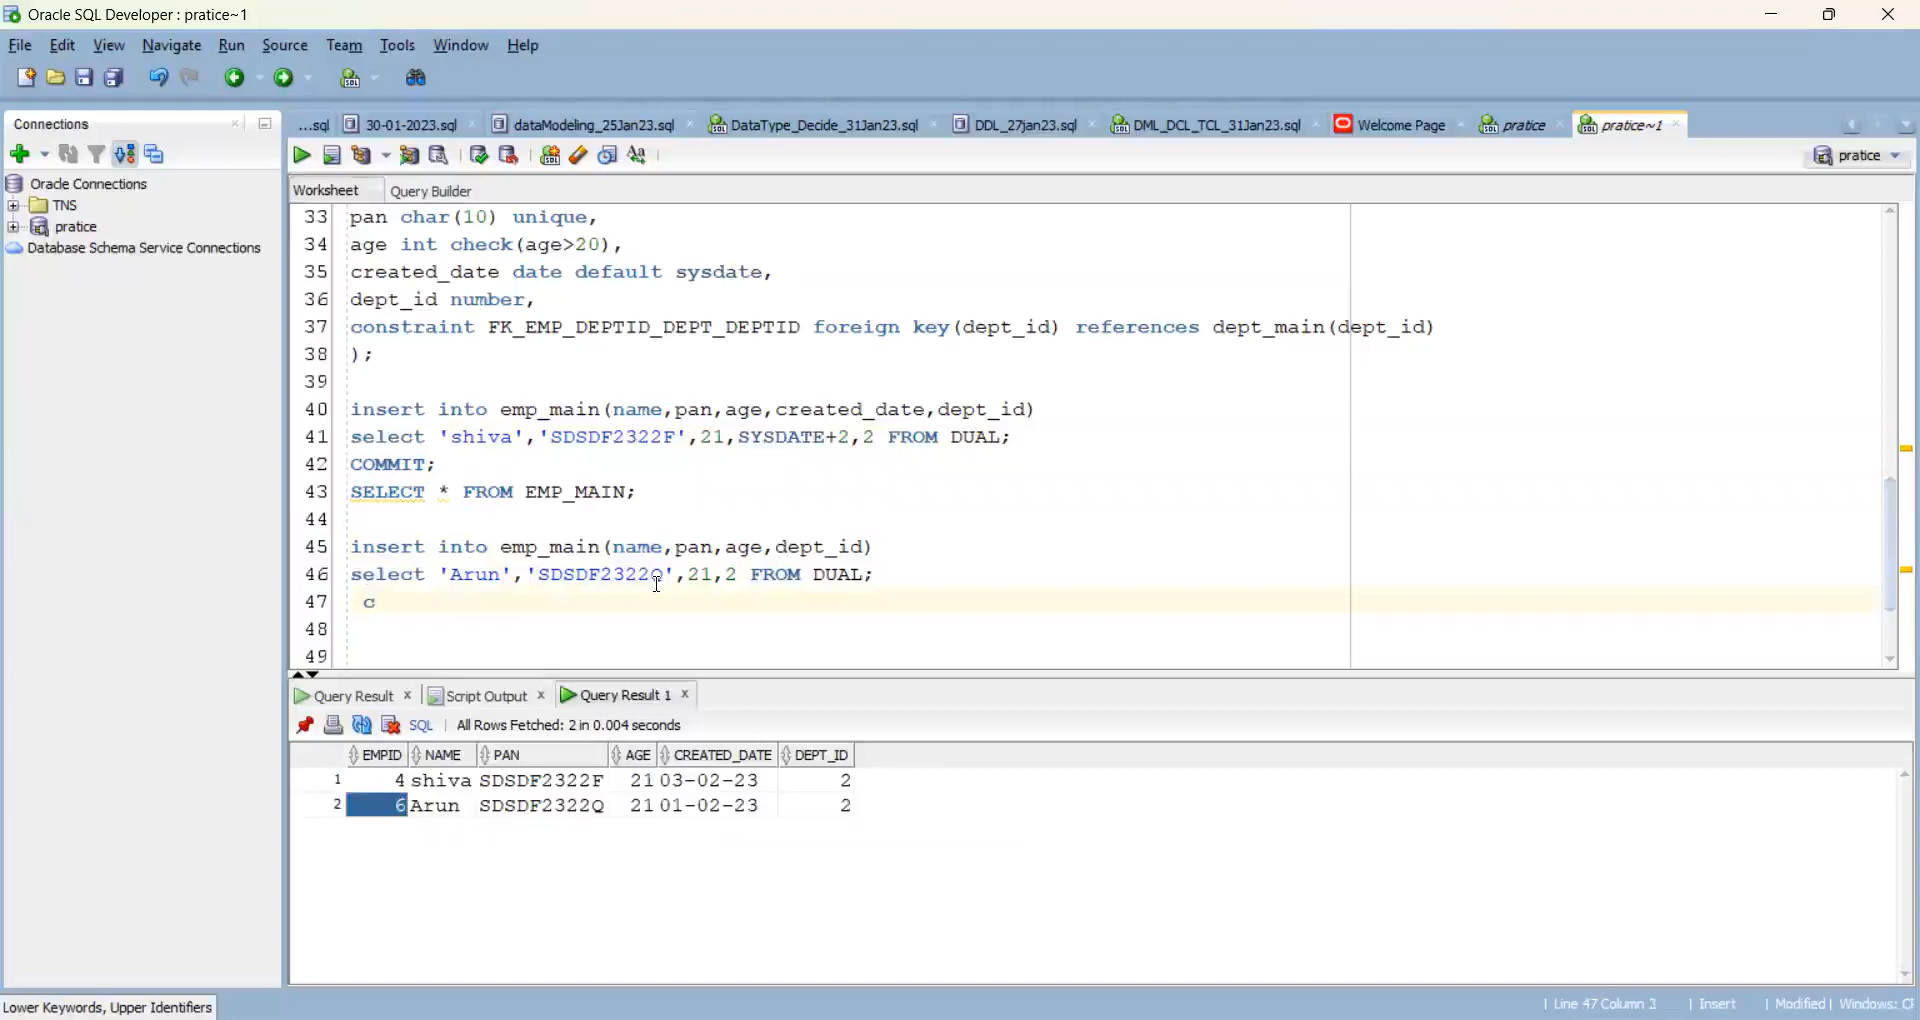 Oracle SQL Developer : pratice~1
File Edit View Navigate Run Source Team Tools Window Help
Connections
...sql 30-01-2023.sql dataModeling_25Jan23.sql DataType_Decide_31Jan23.sql DDL_27jan23.sql DML_DCL_TCL_31Jan23.sql Welcome Page pratice pratice~1
pratice
Oracle Connections
TNS
pratice
Database Schema Service Connections
Worksheet Query Builder
33 pan char(10) unique,
34 age int check(age>20),
35 created_date date default sysdate,
36 dept_id number,
37 constraint FK_EMP_DEPTID_DEPT_DEPTID foreign key(dept_id) references dept_main(dept_id)
38 );
39
40 insert into emp_main(name,pan,age,created_date,dept_id)
41 select 'shiva','SDSDF2322F',21,SYSDATE+2,2 FROM DUAL;
42 COMMIT;
43 SELECT * FROM EMP_MAIN;
44
45 insert into emp_main(name,pan,age,dept_id)
46 select 'Arun','SDSDF2322Q',21,2 FROM DUAL;
47 c
48
49
Query Result Script Output Query Result 1
SQL All Rows Fetched: 2 in 0.004 seconds
EMPID NAME PAN AGE CREATED_DATE DEPT_ID
1 4 shiva SDSDF2322F 21 03-02-23 2
2 6 Arun SDSDF2322Q 21 01-02-23 2
Lower Keywords, Upper Identifiers
Line 47 Column 3 Insert Modified Windows: